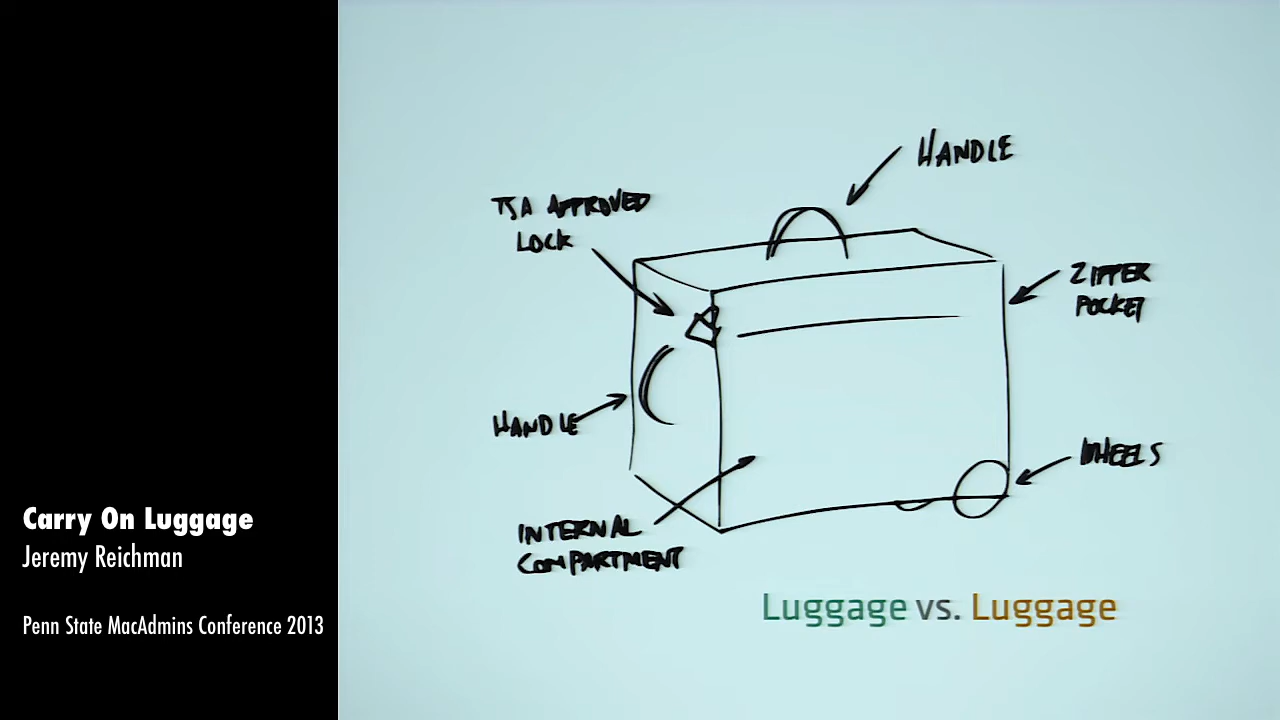 HANDLE
TSA APPROVED
LOCK
ZIPPER
POCKET
HANDLE
WHEELS
INTERNAL
COMPARTMENT
Luggage vs. Luggage
Carry On Luggage
Jeremy Reichman
Penn State MacAdmins Conference 2013